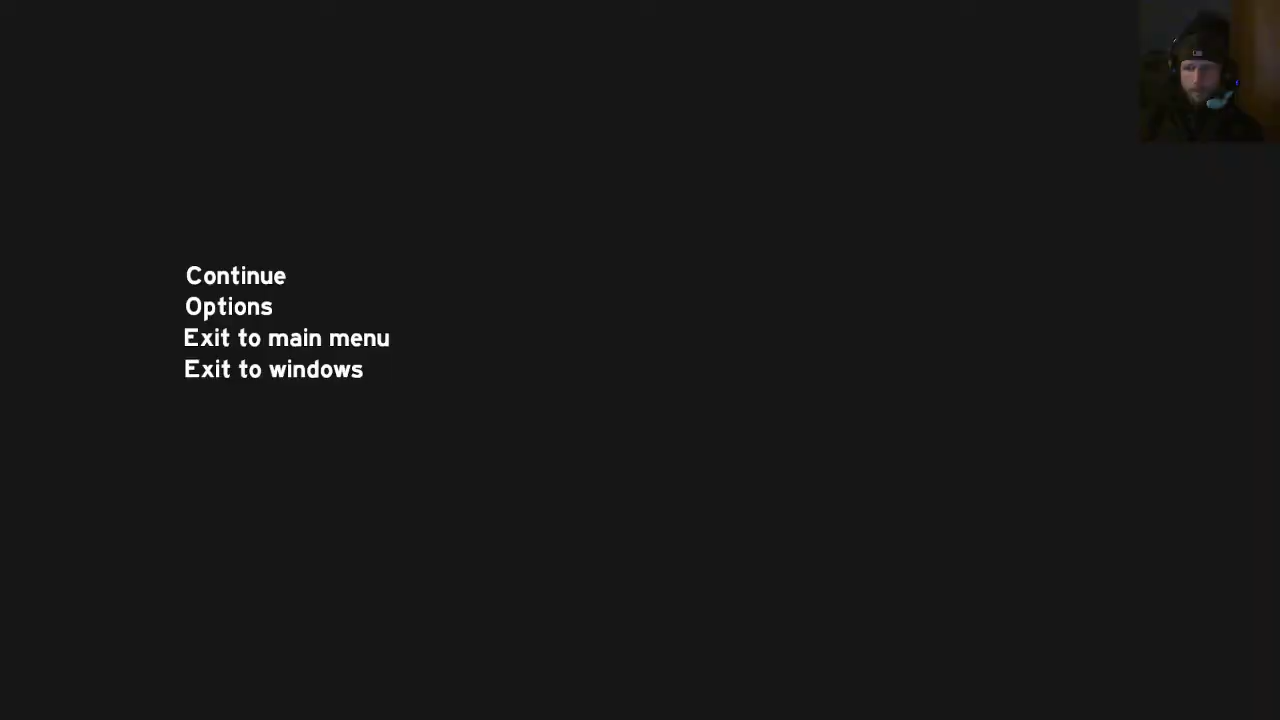 Continue
Options
Exit to main menu
Exit to windows